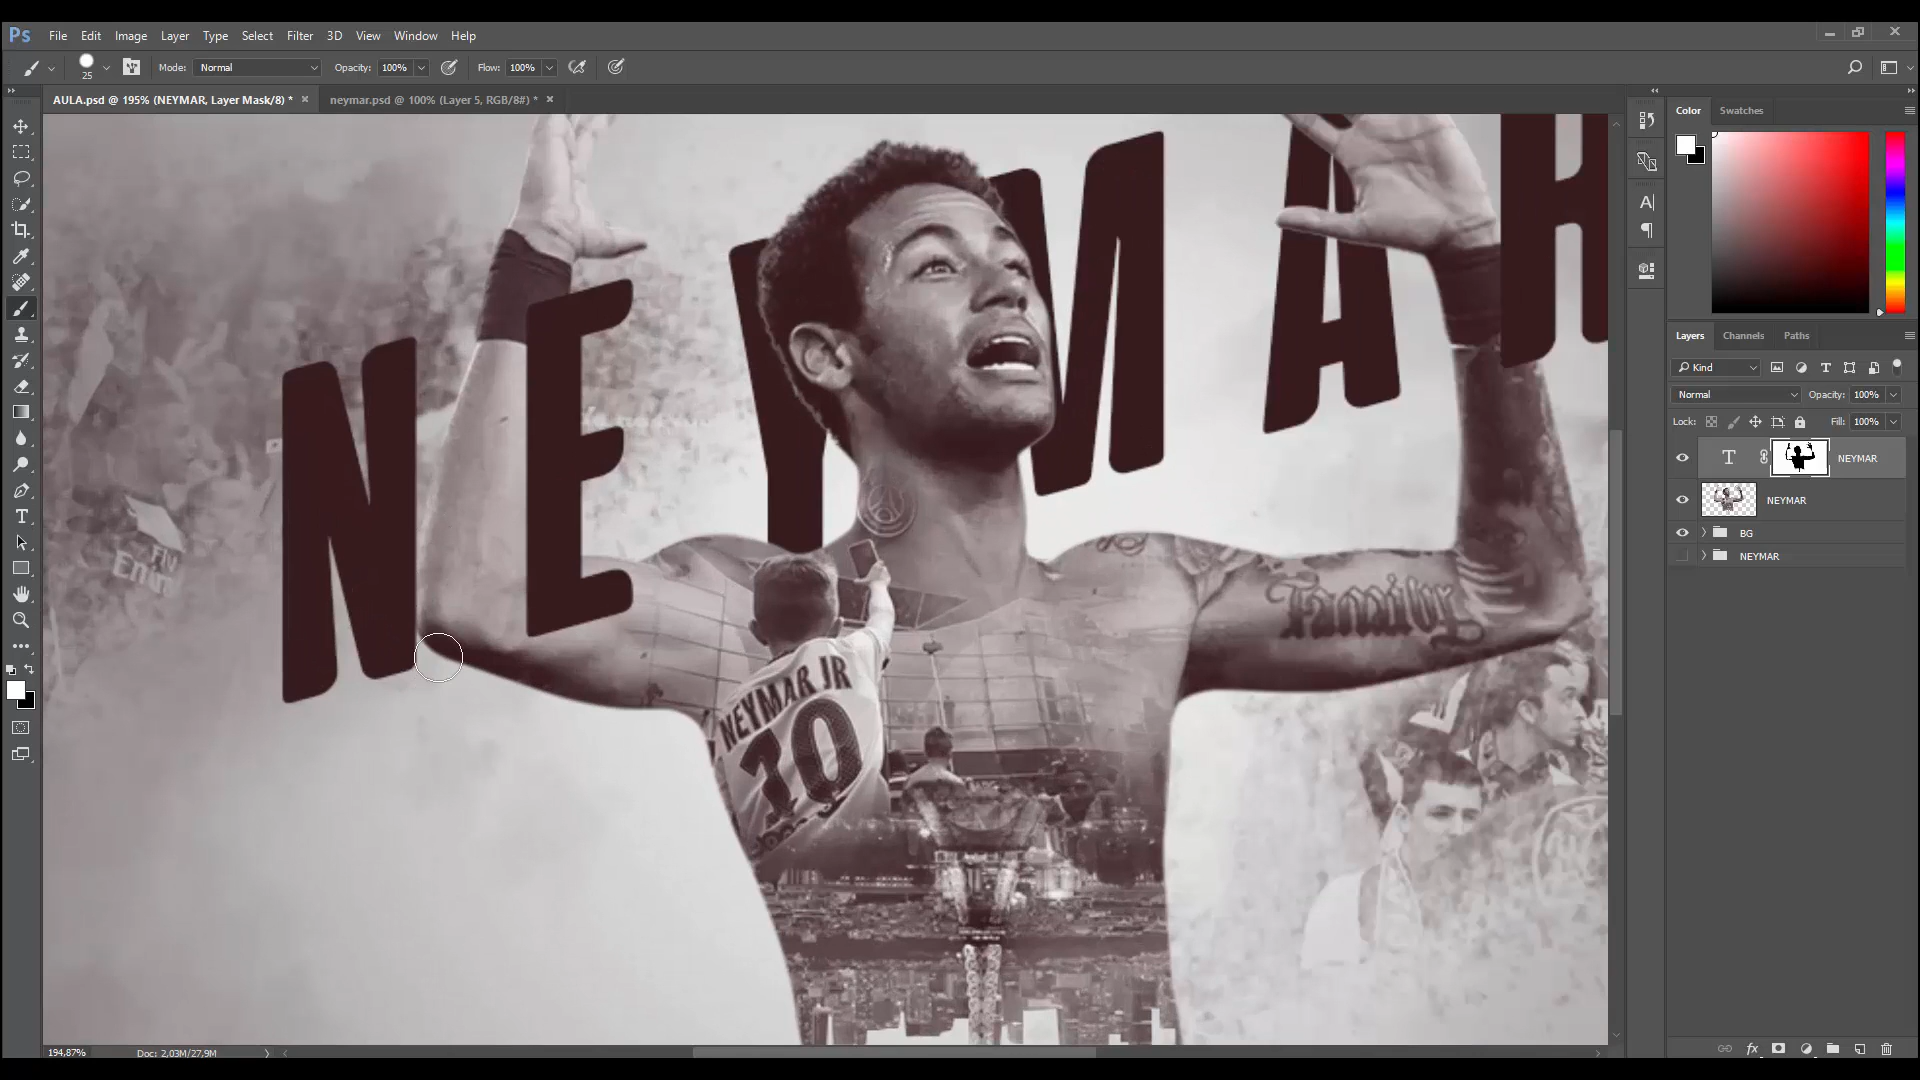 Ps File Edit Image Layer Type Select Filter 3D View Window Help
25 Mode: Normal Opacity: 100% Flow: 100%
AULA.psd @ 195% (NEYMAR, Layer Mask/8) * × neymar.psd @ 100% (Layer 5, RGB/8#) * ×
Color Swatches
NEYMAR
Family
NEYMAR JR
10
Layers Channels Paths
Kind
Normal Opacity: 100%
Lock: Fill: 100%
T NEYMAR
NEYMAR
BG
NEYMAR
fx
194,87% Doc: 2,03M/27,9M